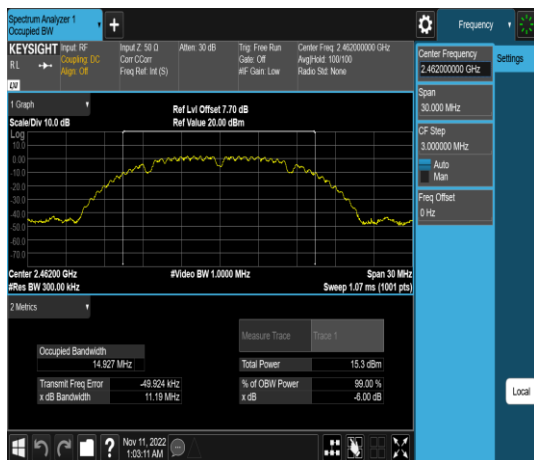 Spectrum Analyzer 1
Occupied BW
Frequency
KEYSIGHT
RL
Input: RF
Coupling: DC
Align: Off
Input Z: 50 Ω
Corr CCorr
Freq Ref: Int (S)
Atten: 30 dB
Trig: Free Run
Gate: Off
#IF Gain: Low
Center Freq: 2.462000000 GHz
Avg|Hold: 100/100
Radio Std: None
LXI
Center Frequency
2.462000000 GHz
Settings
Span
30.000 MHz
CF Step
3.000000 MHz
Auto
Man
Freq Offset
0 Hz
Local
1 Graph
Scale/Div 10.0 dB
Ref Lvl Offset 7.70 dB
Ref Value 20.00 dBm
Log
10.0
0.00
-10.0
-20.0
-30.0
-40.0
-50.0
-60.0
-70.0
Center 2.46200 GHz
#Res BW 300.00 kHz
#Video BW 1.0000 MHz
Span 30 MHz
Sweep 1.07 ms (1001 pts)
2 Metrics
Measure Trace
Trace 1
Occupied Bandwidth
14.927 MHz
Total Power
15.3 dBm
Transmit Freq Error
-49.924 kHz
% of OBW Power
99.00 %
x dB Bandwidth
11.19 MHz
x dB
-6.00 dB
?
Nov 11, 2022
1:03:11 AM